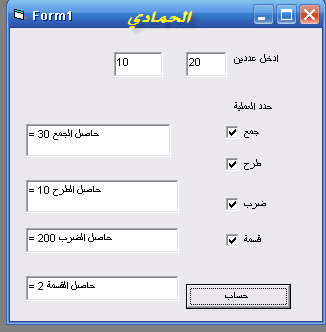 Form1
الحمادي
ادخل عددين
20
10
حدد العملية
جمع
حاصل الجمع 30 =
طرح
حاصل الطرح 10 =
ضرب
حاصل الضرب 200 =
قسمة
حاصل القسمة 2 =
حساب